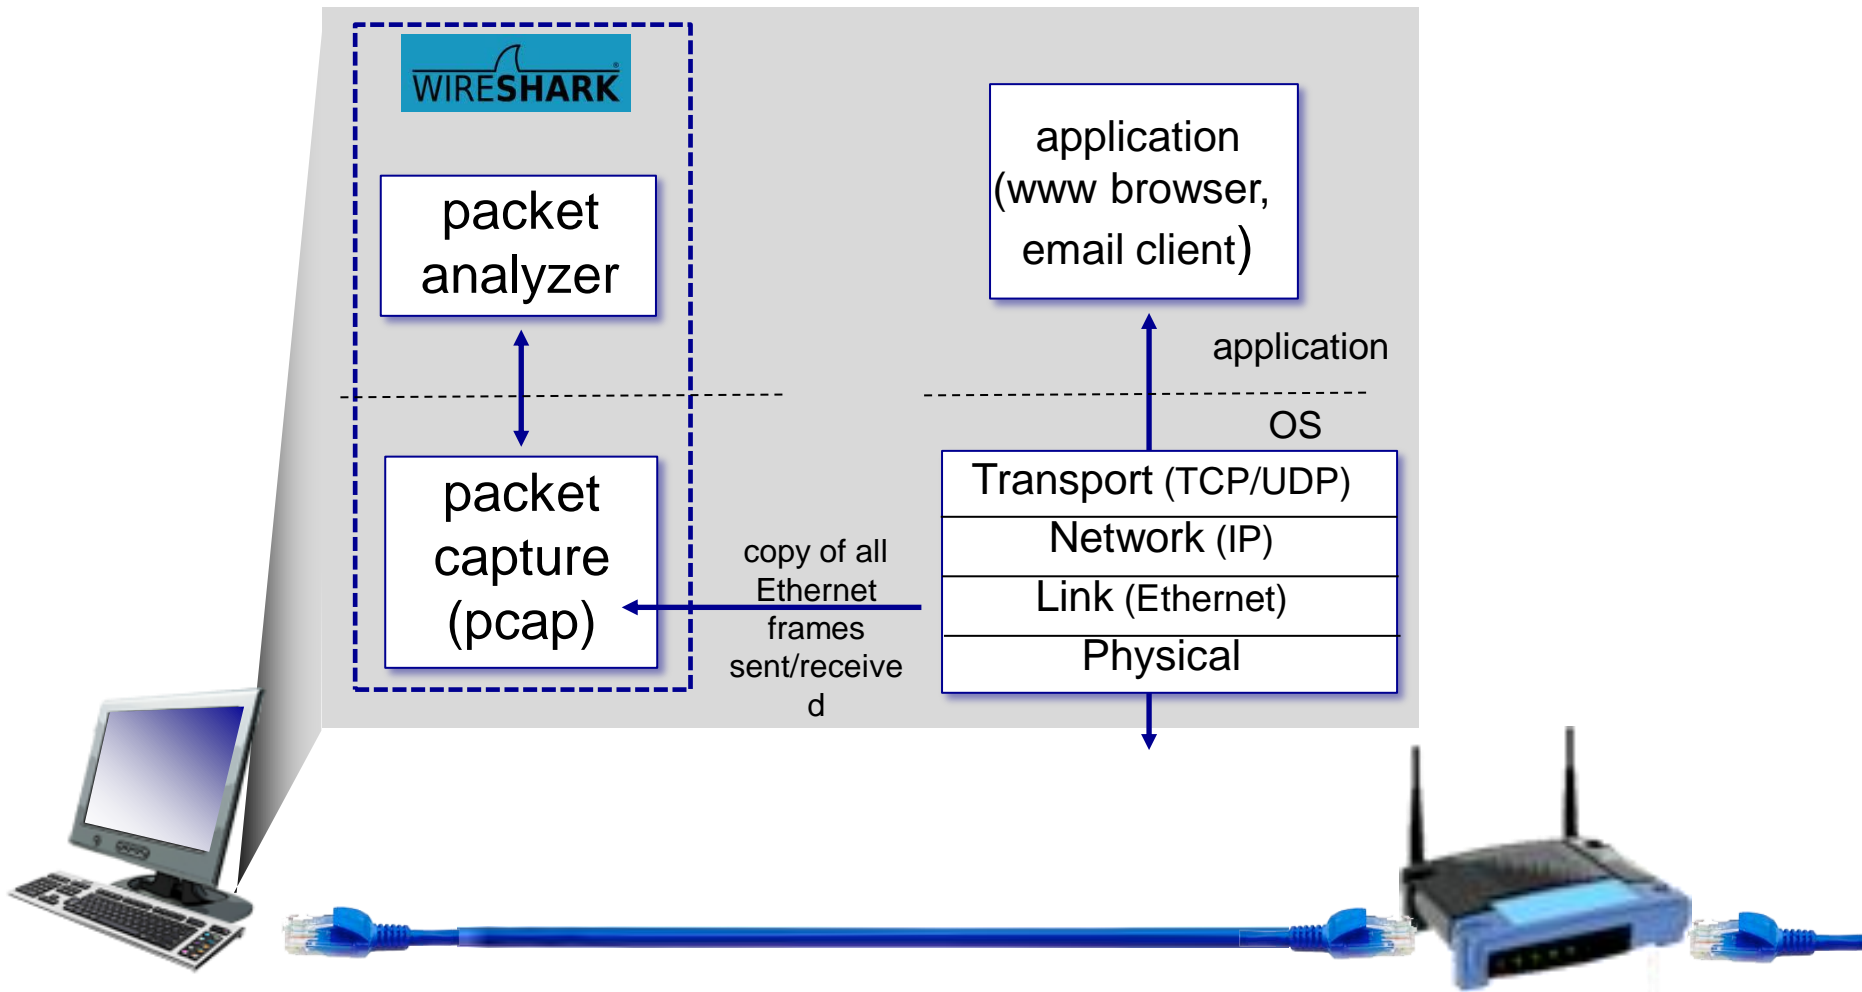 WIRESHARK®
packet
analyzer
application
(www browser,
email client)
application
OS
packet
capture
(pcap)
copy of all
Ethernet
frames
sent/receive
d
Transport (TCP/UDP)
Network (IP)
Link (Ethernet)
Physical